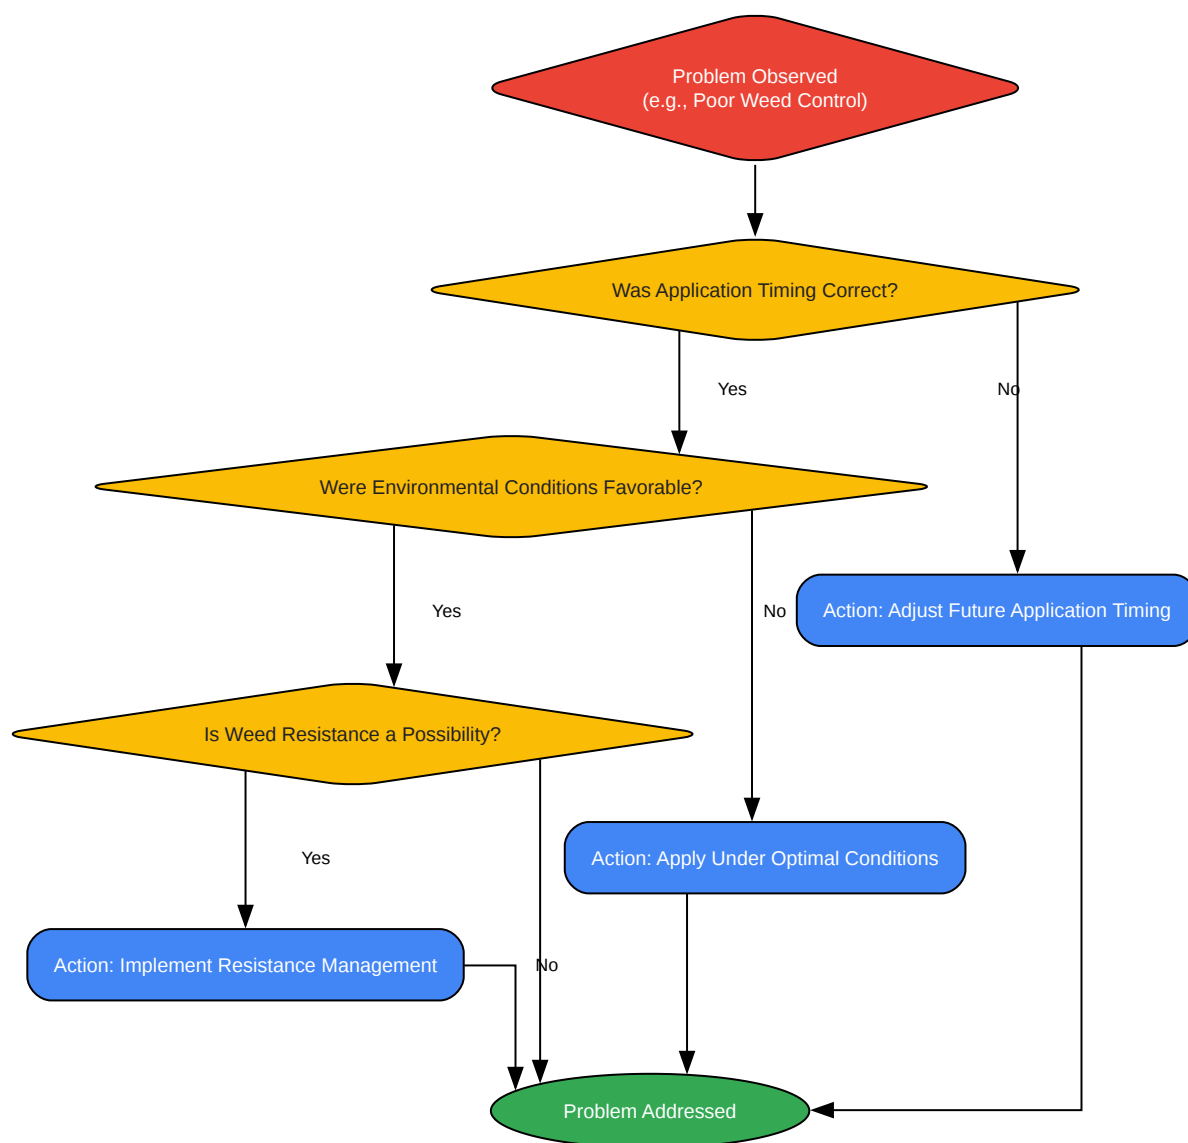 Problem Observed
(e.g., Poor Weed Control)
Was Application Timing Correct?
Yes
No
Were Environmental Conditions Favorable?
Yes
No
Action: Adjust Future Application Timing
Is Weed Resistance a Possibility?
Yes
Action: Apply Under Optimal Conditions
Action: Implement Resistance Management
No
Problem Addressed